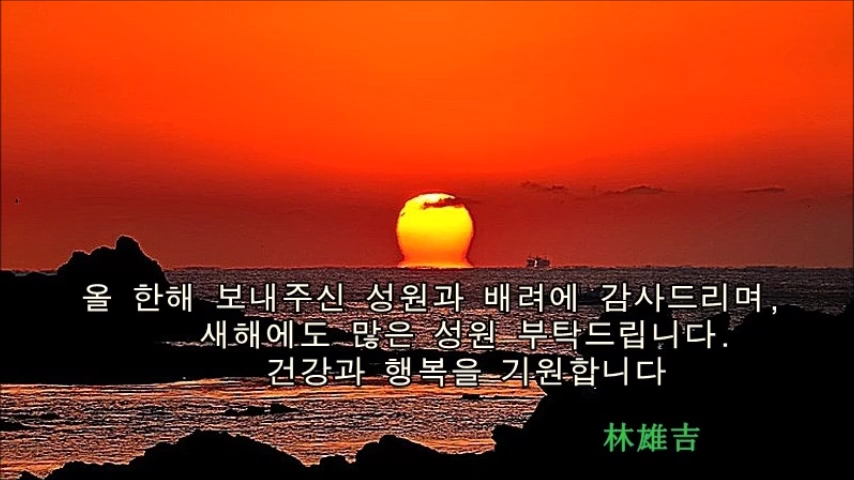 올 한해 보내주신 성원과 배려에 감사드리며,
새해에도 많은 성원 부탁드립니다.
건강과 행복을 기원합니다
林雄吉